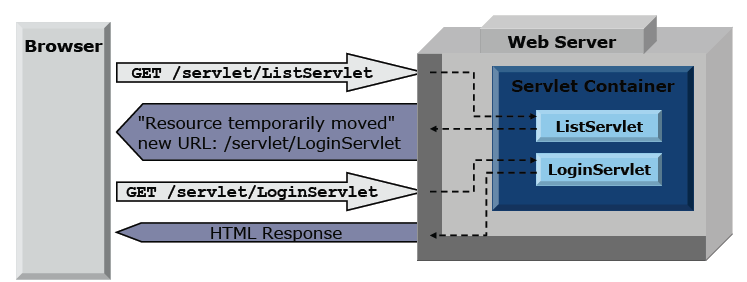 Browser
Web Server
GET /servlet/ListServlet
Servlet Container
"Resource temporarily moved"
new URL: /servlet/LoginServlet
ListServlet
LoginServlet
GET /servlet/LoginServlet
HTML Response